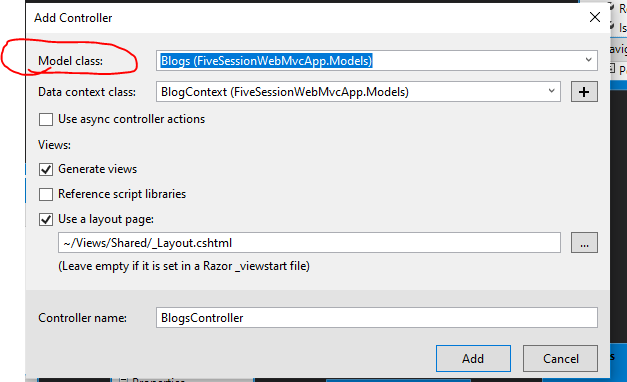 Add Controller
Model class: Blogs (FiveSessionWebMvcApp.Models)
Data context class: BlogContext (FiveSessionWebMvcApp.Models) +
Use async controller actions
Views:
Generate views
Reference script libraries
Use a layout page:
~/Views/Shared/_Layout.cshtml ...
(Leave empty if it is set in a Razor _viewstart file)
Controller name: BlogsController
Add Cancel